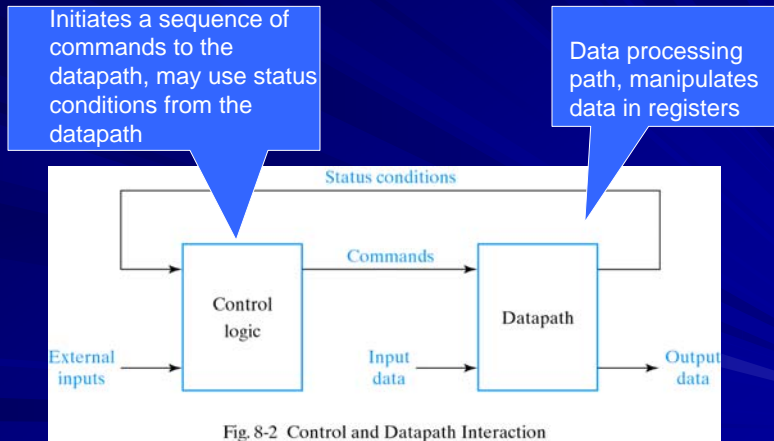 Initiates a sequence of
commands to the
datapath, may use status
conditions from the
datapath
Data processing
path, manipulates
data in registers
Status conditions
Commands
Control
logic
Datapath
External
inputs
Input
data
Output
data
Fig. 8-2 Control and Datapath Interaction